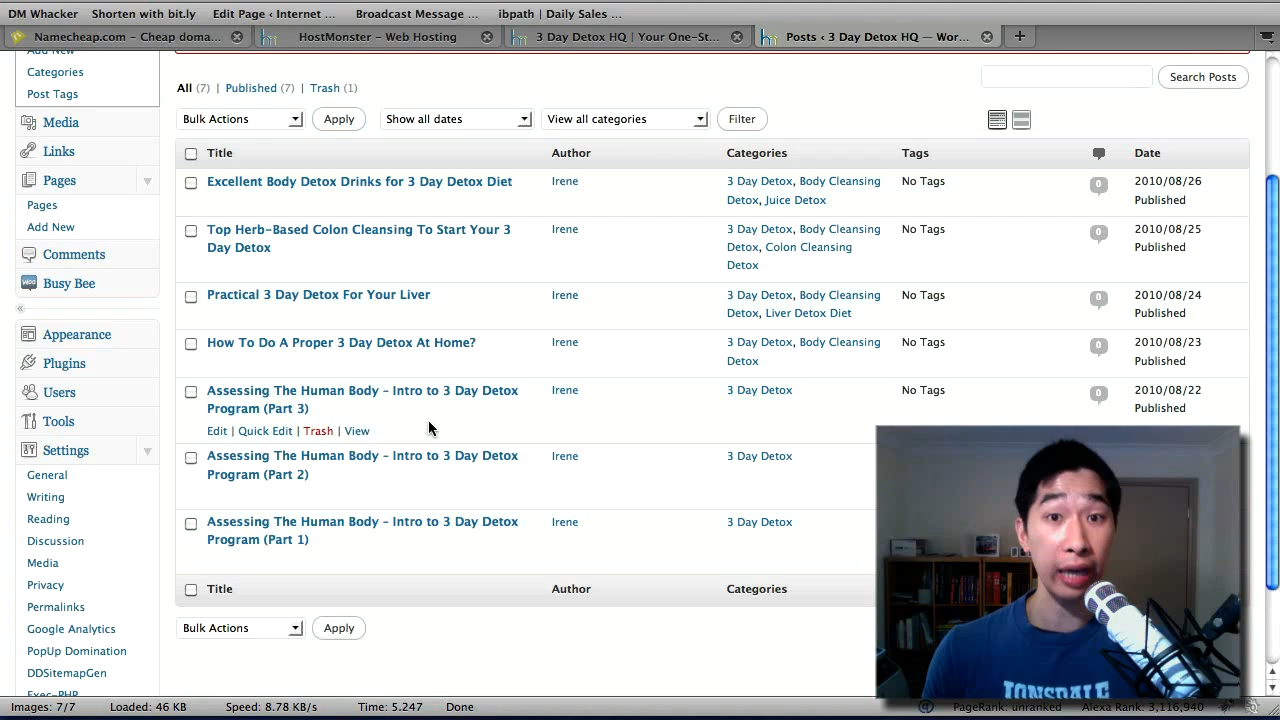 DM Whacker Shorten with bit.ly Edit Page ‹ Internet ... Broadcast Message ... ibpath | Daily Sales ...
Namecheap.com – Cheap doma... HostMonster – Web Hosting 3 Day Detox HQ | Your One-St... Posts ‹ 3 Day Detox HQ — Wor...
Add New
Categories
Post Tags
Media
Links
Pages
Pages
Add New
Comments
Busy Bee
Appearance
Plugins
Users
Tools
Settings
General
Writing
Reading
Discussion
Media
Privacy
Permalinks
Google Analytics
PopUp Domination
DDSitemapGen
Exec-PHP
All (7) | Published (7) | Trash (1)
Search Posts
Bulk Actions Apply Show all dates View all categories Filter
Title Author Categories Tags Date
Excellent Body Detox Drinks for 3 Day Detox Diet Irene 3 Day Detox, Body Cleansing No Tags 0 2010/08/26
Detox, Juice Detox Published
Top Herb-Based Colon Cleansing To Start Your 3 Irene 3 Day Detox, Body Cleansing No Tags 0 2010/08/25
Day Detox Detox, Colon Cleansing Published
Detox
Practical 3 Day Detox For Your Liver Irene 3 Day Detox, Body Cleansing No Tags 0 2010/08/24
Detox, Liver Detox Diet Published
How To Do A Proper 3 Day Detox At Home? Irene 3 Day Detox, Body Cleansing No Tags 0 2010/08/23
Detox Published
Assessing The Human Body – Intro to 3 Day Detox Irene 3 Day Detox No Tags 0 2010/08/22
Program (Part 3) Published
Edit | Quick Edit | Trash | View
Assessing The Human Body – Intro to 3 Day Detox Irene 3 Day Detox
Program (Part 2)
Assessing The Human Body – Intro to 3 Day Detox Irene 3 Day Detox
Program (Part 1)
Title Author Categories
Bulk Actions Apply
LONSDALE
Images: 7/7 Loaded: 46 KB Speed: 8.78 KB/s Time: 5.247 Done PageRank: unranked Alexa Rank: 3,116,940